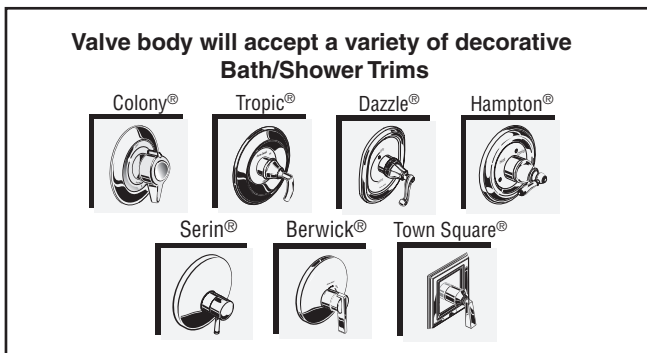 Valve body will accept a variety of decorative
Bath/Shower Trims
Colony® Tropic® Dazzle® Hampton®
Serin® Berwick® Town Square®